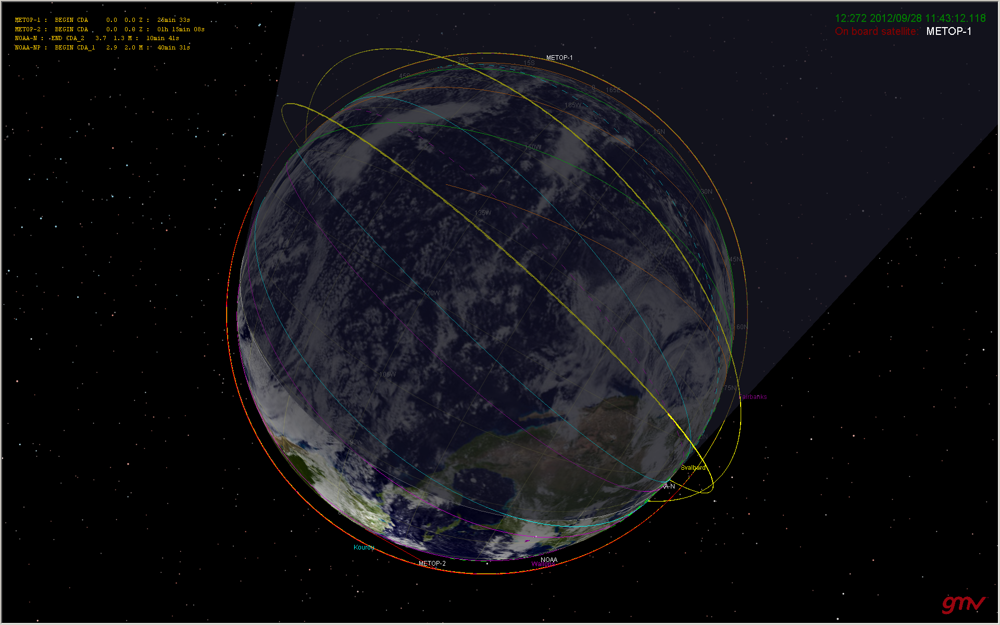 METOP-1 : BEGIN CDA 0.0 0.0 Z : 25min 33s
METOP-2 : BEGIN CDA 0.0 0.0 Z : 01h 15min 08s
NOAA-N : END CDA_2 3.7 1.3 M : 10min 41s
NOAA-NP : BEGIN CDA_1 2.9 2.0 M : 40min 31s
12:272 2012/09/28 11:43:12.118
On board satellite: METOP-1
METOP-1
30S
15S
45S
0
165E
165W
15N
150W
30N
135W
45N
120W
60N
105W
75N
airbanks
90W
Svalbard
A-N
Kourou
METOP-2
NOAA
Wallops
gmv